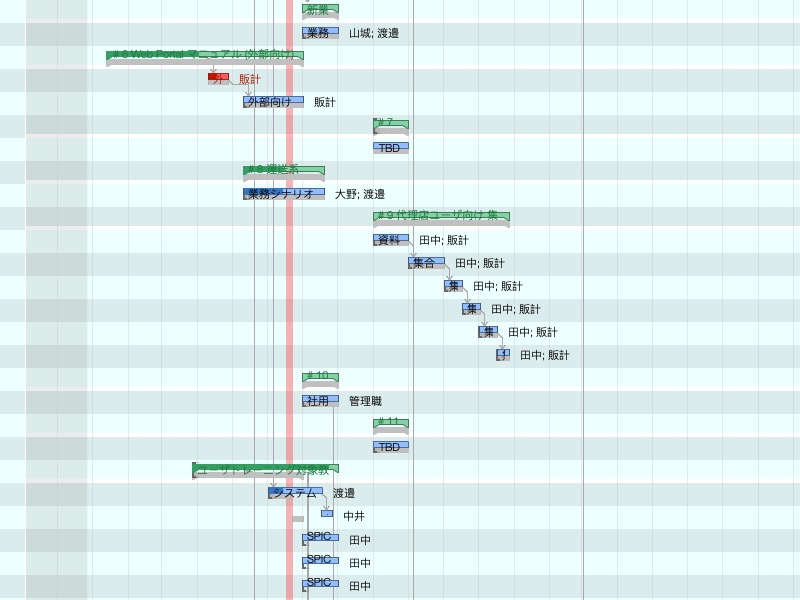 新業
業務 山城; 渡邉
# 6 Web Portal マニュアル (外部向け)
外 販計
外部向け 販計
# 7
TBD
# 8 運送系
業務シナリオ 大野; 渡邉
# 9 代理店ユーザ向け 集
資料 田中; 販計
集合 田中; 販計
集 田中; 販計
集 田中; 販計
集 田中; 販計
田中; 販計
# 10
社用 管理職
# 11
TBD
ユーザトレーニング対象教
システム 渡邉
中井
SPIC 田中
SPIC 田中
SPIC 田中